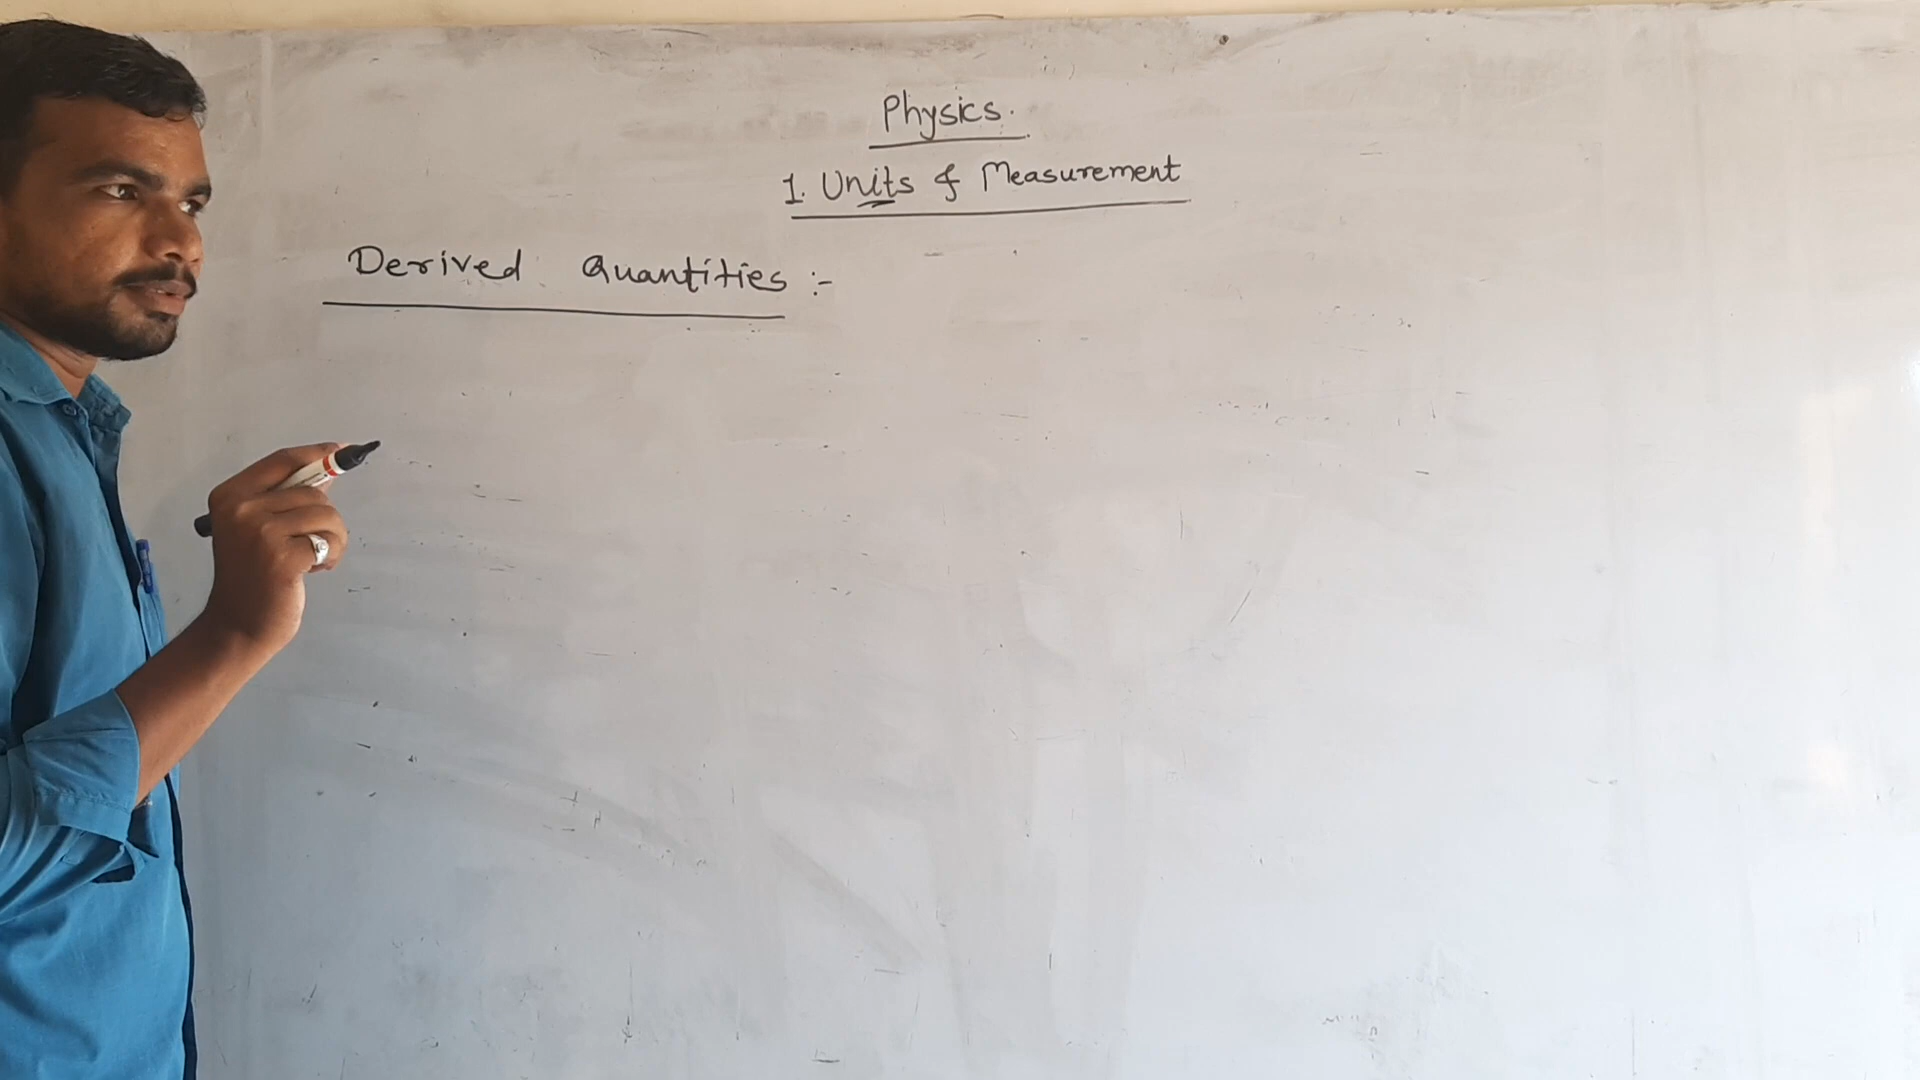 Physics.
1. Units & Measurement
Derived Quantities :-